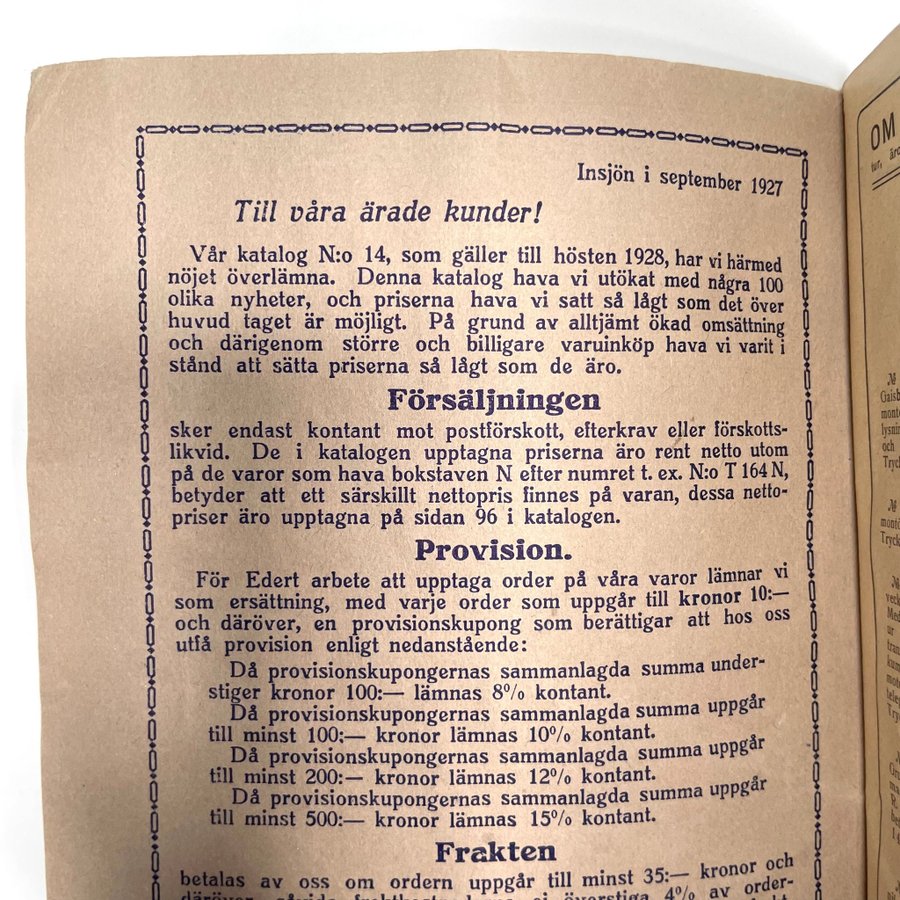 Insjön i september 1927
Till våra ärade kunder!
Vår katalog N:o 14, som gäller till hösten 1928, har vi härmed
nöjet överlämna. Denna katalog hava vi utökat med några 100
olika nyheter, och priserna hava vi satt så lågt som det över
huvud taget är möjligt. På grund av alltjämt ökad omsättning
och därigenom större och billigare varuinköp hava vi varit i
stånd att sätta priserna så lågt som de äro.
Försäljningen
sker endast kontant mot postförskott, efterkrav eller förskotts-
likvid. De i katalogen upptagna priserna äro rent netto utom
på de varor som hava bokstaven N efter numret t. ex. N:o T 164 N,
betyder att ett särskillt nettopris finnes på varan, dessa netto-
priser äro upptagna på sidan 96 i katalogen.
Provision.
För Edert arbete att upptaga order på våra varor lämnar vi
som ersättning, med varje order som uppgår till kronor 10:—
och däröver, en provisionskupong som berättigar att hos oss
utfå provision enligt nedanstående:
Då provisionskupongernas sammanlagda summa under-
stiger kronor 100:— lämnas 8% kontant.
Då provisionskupongernas sammanlagda summa uppgår
till minst 100:— kronor lämnas 10% kontant.
Då provisionskupongernas sammanlagda summa uppgår
till minst 200:— kronor lämnas 12% kontant.
Då provisionskupongernas sammanlagda summa uppgår
till minst 500:— kronor lämnas 15% kontant.
Frakten
betalas av oss om ordern uppgår till minst 35:— kronor och
däröver, överstiga 4% av order-
OM